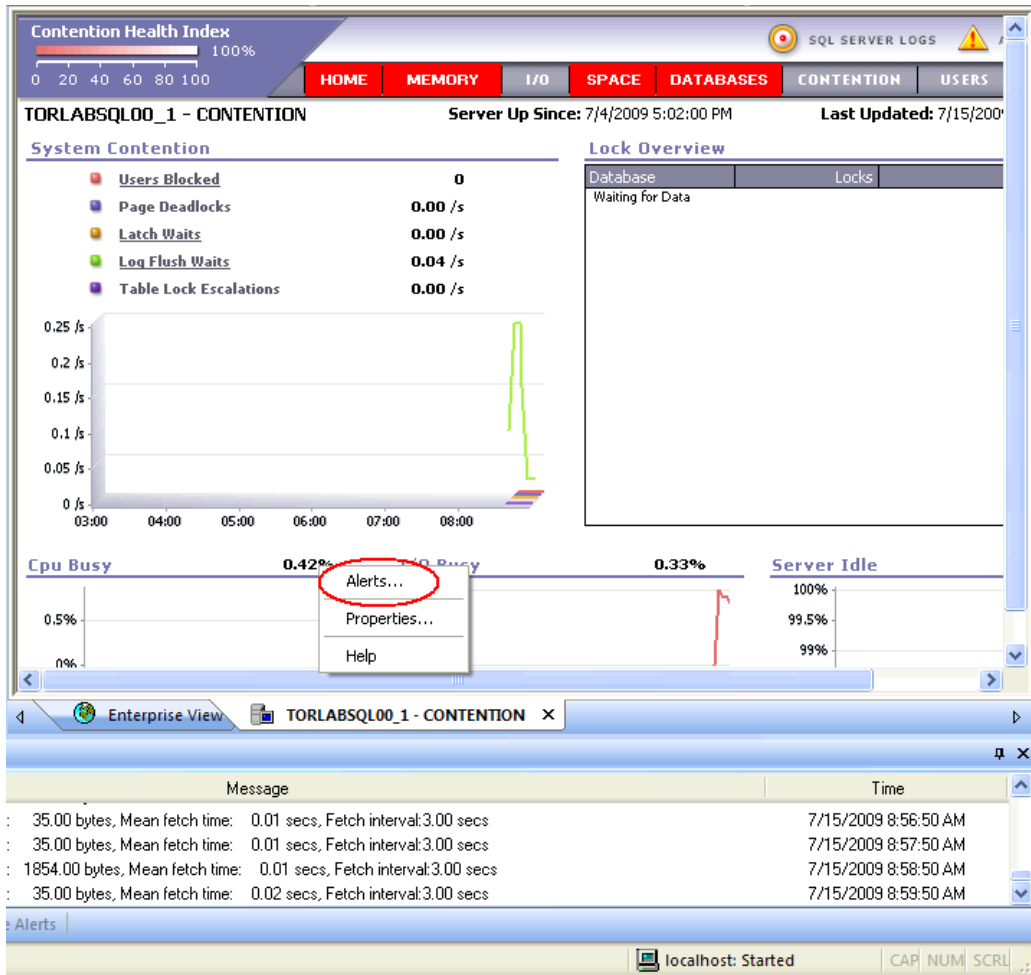 Contention Health Index
100%
0 20 40 60 80 100
SQL SERVER LOGS
HOME MEMORY I/O SPACE DATABASES CONTENTION USERS
TORLABSQL00_1 - CONTENTION Server Up Since: 7/4/2009 5:02:00 PM Last Updated: 7/15/200
System Contention
Users Blocked 0
Page Deadlocks 0.00 /s
Latch Waits 0.00 /s
Log Flush Waits 0.04 /s
Table Lock Escalations 0.00 /s
Lock Overview
Database Locks
Waiting for Data
0.25 /s
0.2 /s
0.15 /s
0.1 /s
0.05 /s
0 /s
03:00 04:00 05:00 06:00 07:00 08:00
Cpu Busy 0.42%
I/O Busy 0.33%
Server Idle
0.5%
0%
100%
99.5%
99%
Alerts...
Properties...
Help
Enterprise View TORLABSQL00_1 - CONTENTION X
Message Time
: 35.00 bytes, Mean fetch time: 0.01 secs, Fetch interval:3.00 secs 7/15/2009 8:56:50 AM
: 35.00 bytes, Mean fetch time: 0.01 secs, Fetch interval:3.00 secs 7/15/2009 8:57:50 AM
: 1854.00 bytes, Mean fetch time: 0.01 secs, Fetch interval:3.00 secs 7/15/2009 8:58:50 AM
: 35.00 bytes, Mean fetch time: 0.02 secs, Fetch interval:3.00 secs 7/15/2009 8:59:50 AM
e Alerts
localhost: Started CAP NUM SCRL